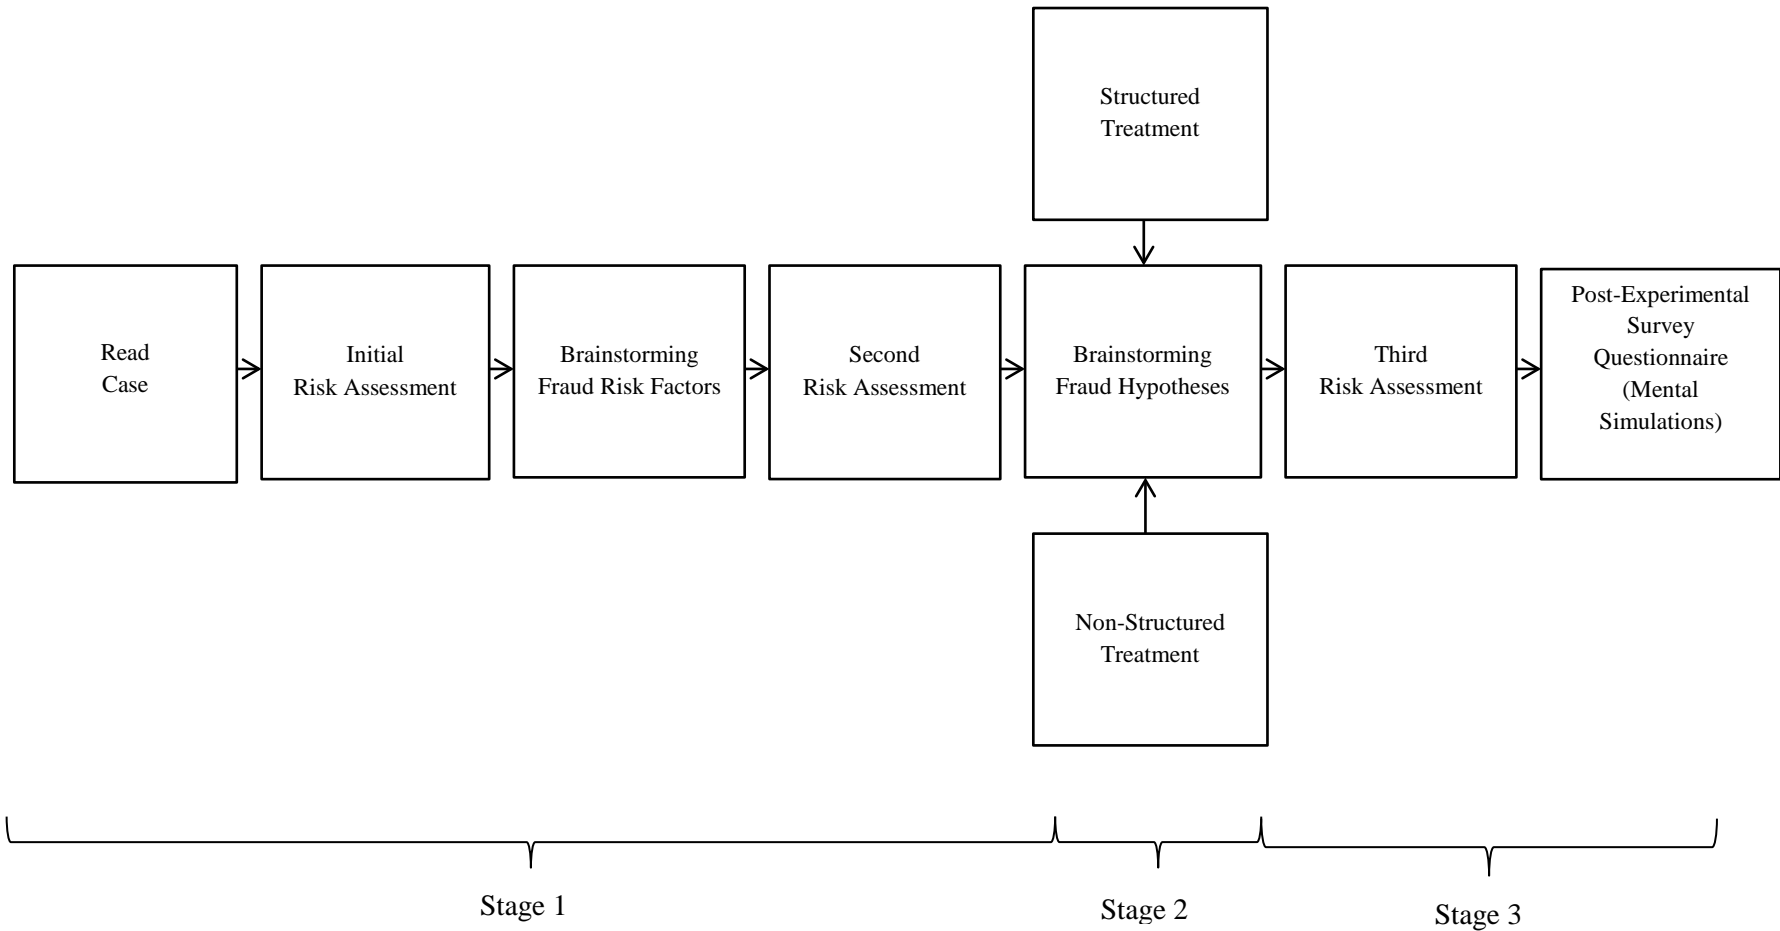 Structured
Treatment
Read
Case
Initial
Risk Assessment
Brainstorming
Fraud Risk Factors
Second
Risk Assessment
Brainstorming
Fraud Hypotheses
Third
Risk Assessment
Post-Experimental
Survey
Questionnaire
(Mental
Simulations)
Non-Structured
Treatment
Stage 1
Stage 2
Stage 3